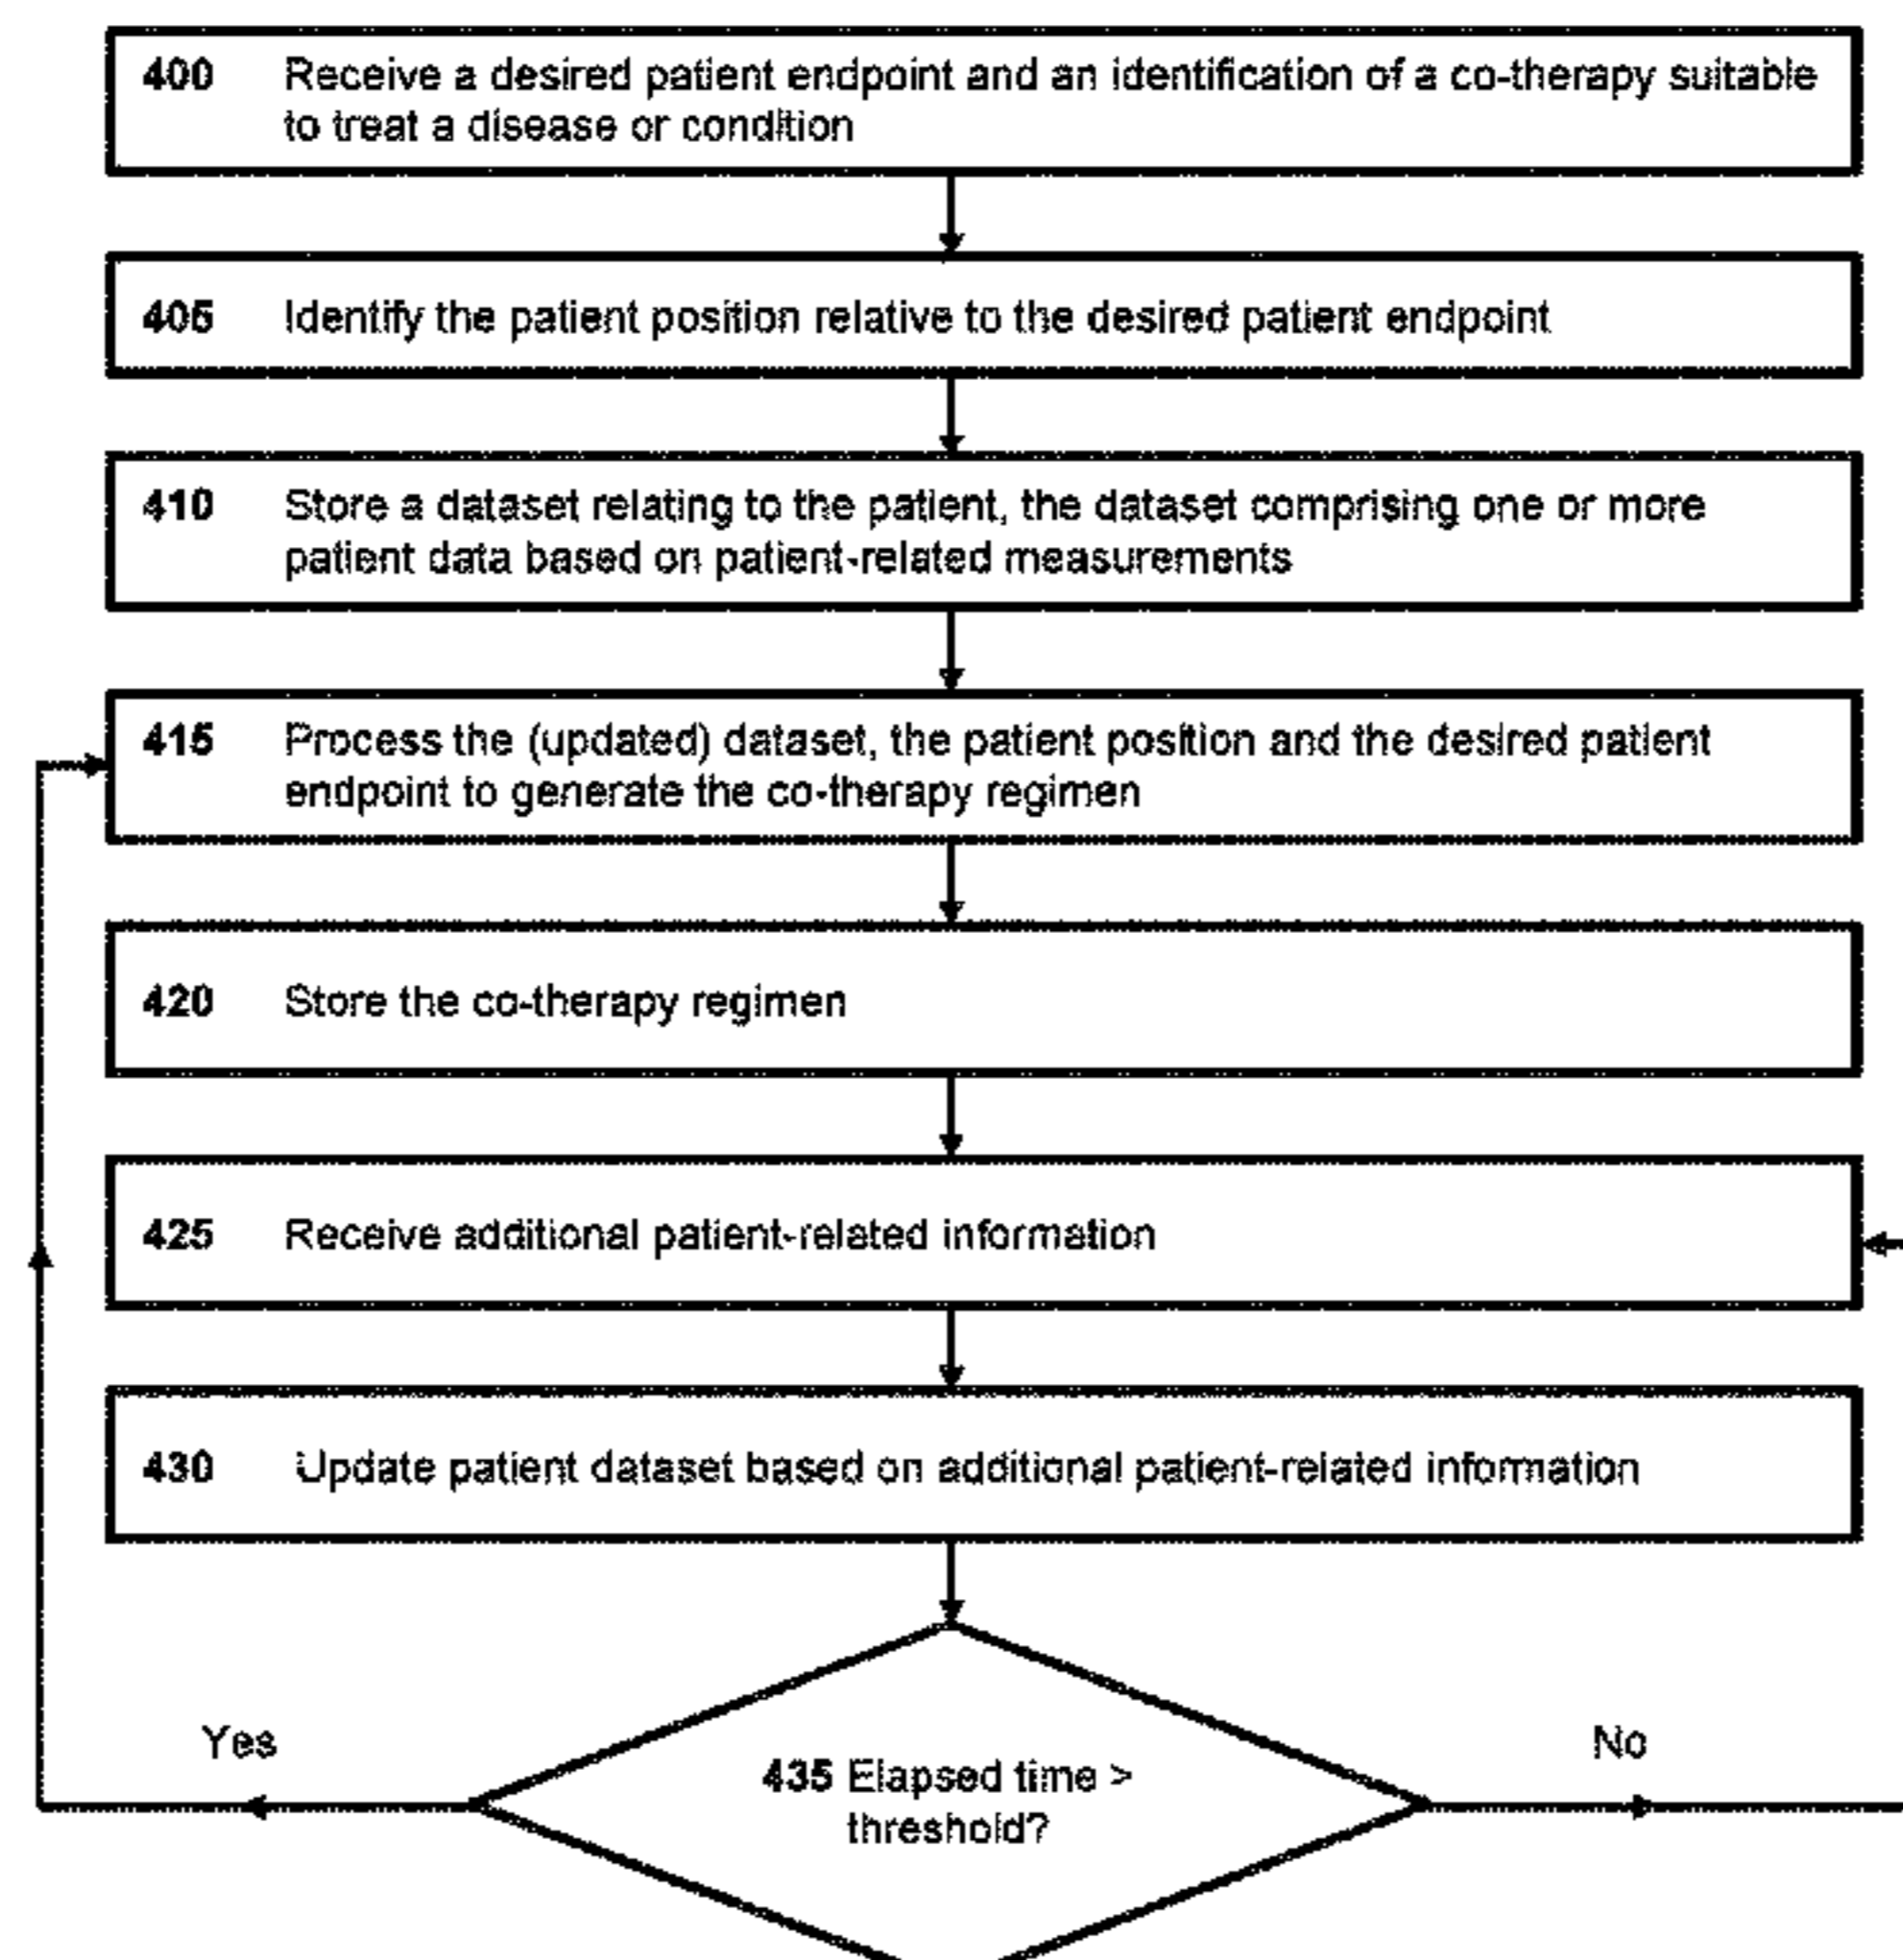 400 Receive a desired patient endpoint and an identification of a co-therapy suitable
to treat a disease or condition
405 Identify the patient position relative to the desired patient endpoint
410 Store a dataset relating to the patient, the dataset comprising one or more
patient data based on patient-related measurements
415 Process the (updated) dataset, the patient position and the desired patient
endpoint to generate the co-therapy regimen
420 Store the co-therapy regimen
425 Receive additional patient-related information
430 Update patient dataset based on additional patient-related information
Yes
No
435 Elapsed time >
threshold?